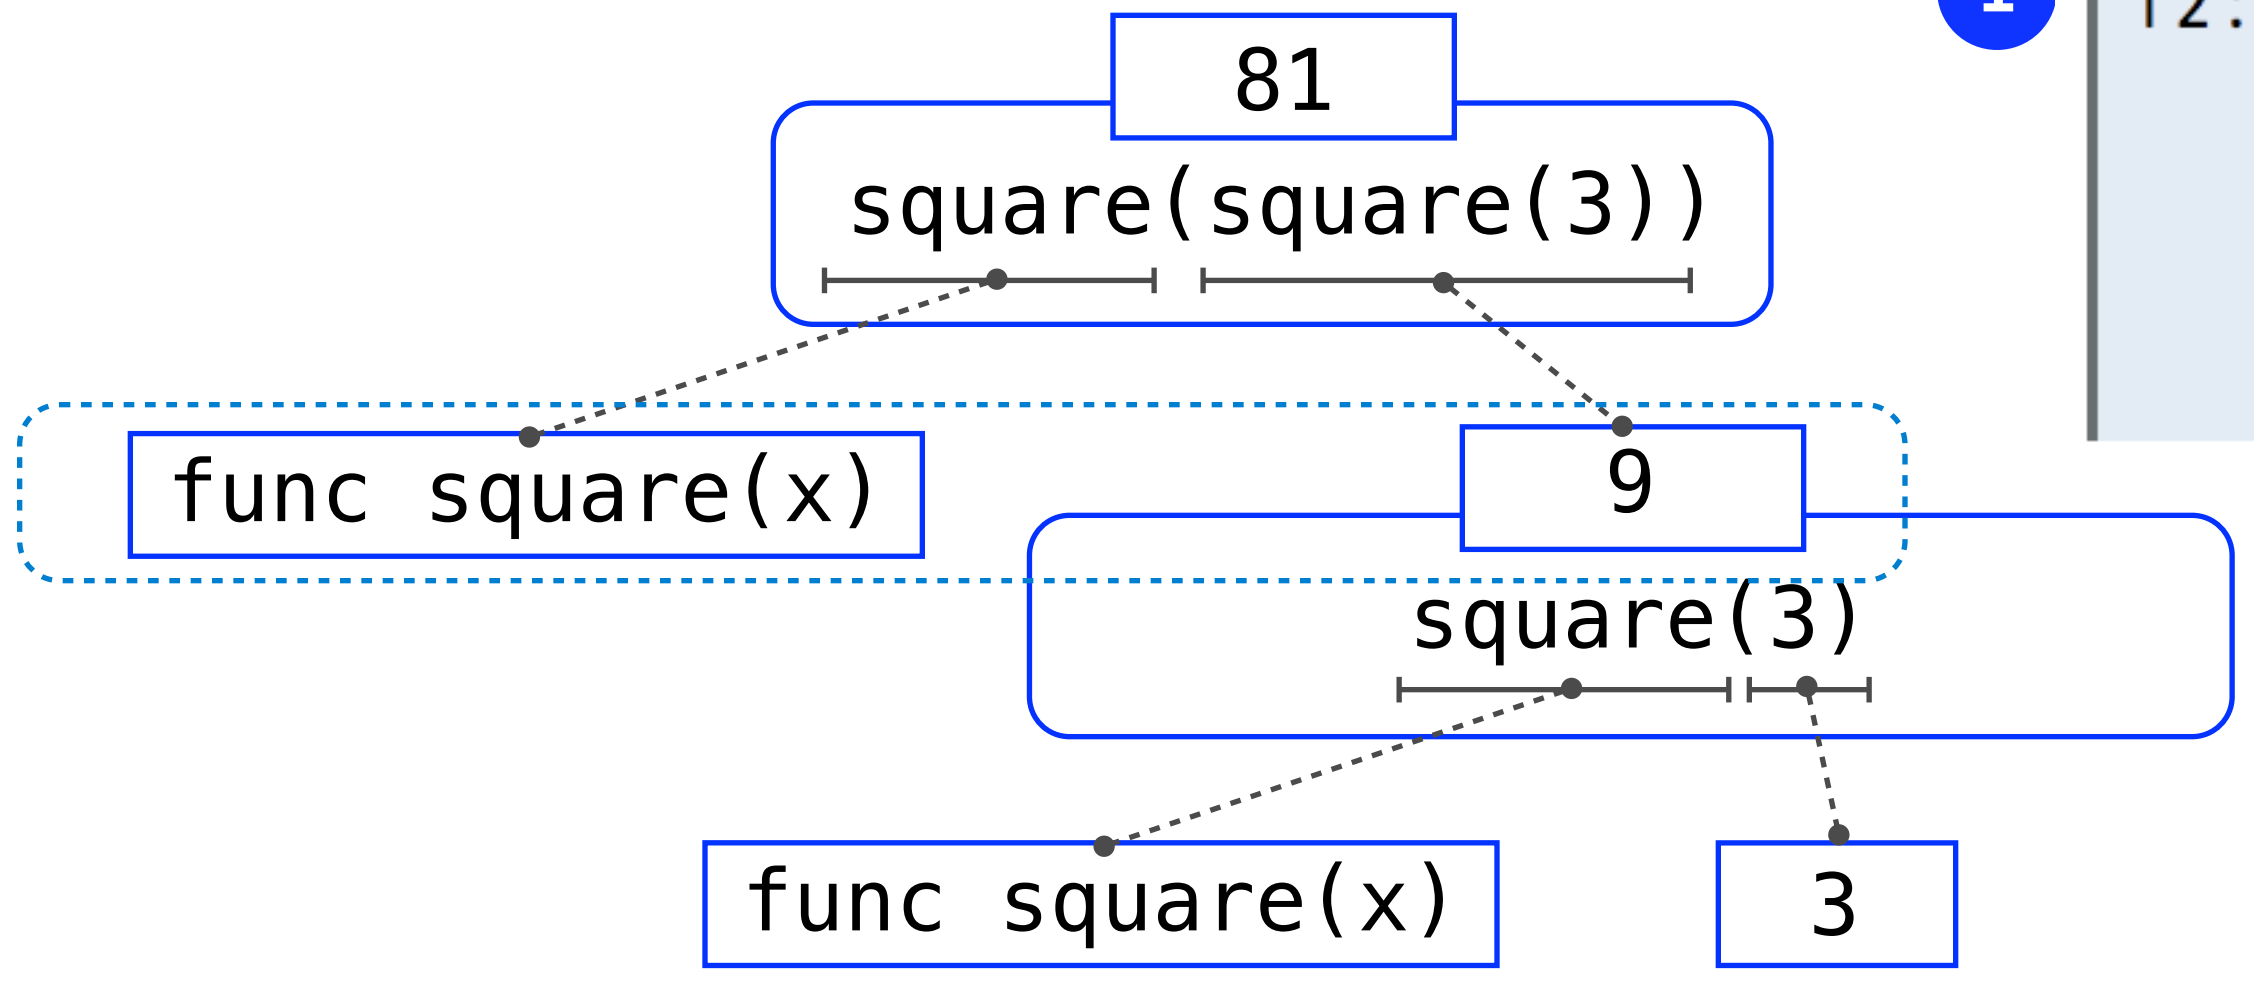 81
square(square(3))
func square(x)
9
square(3)
func square(x)
3